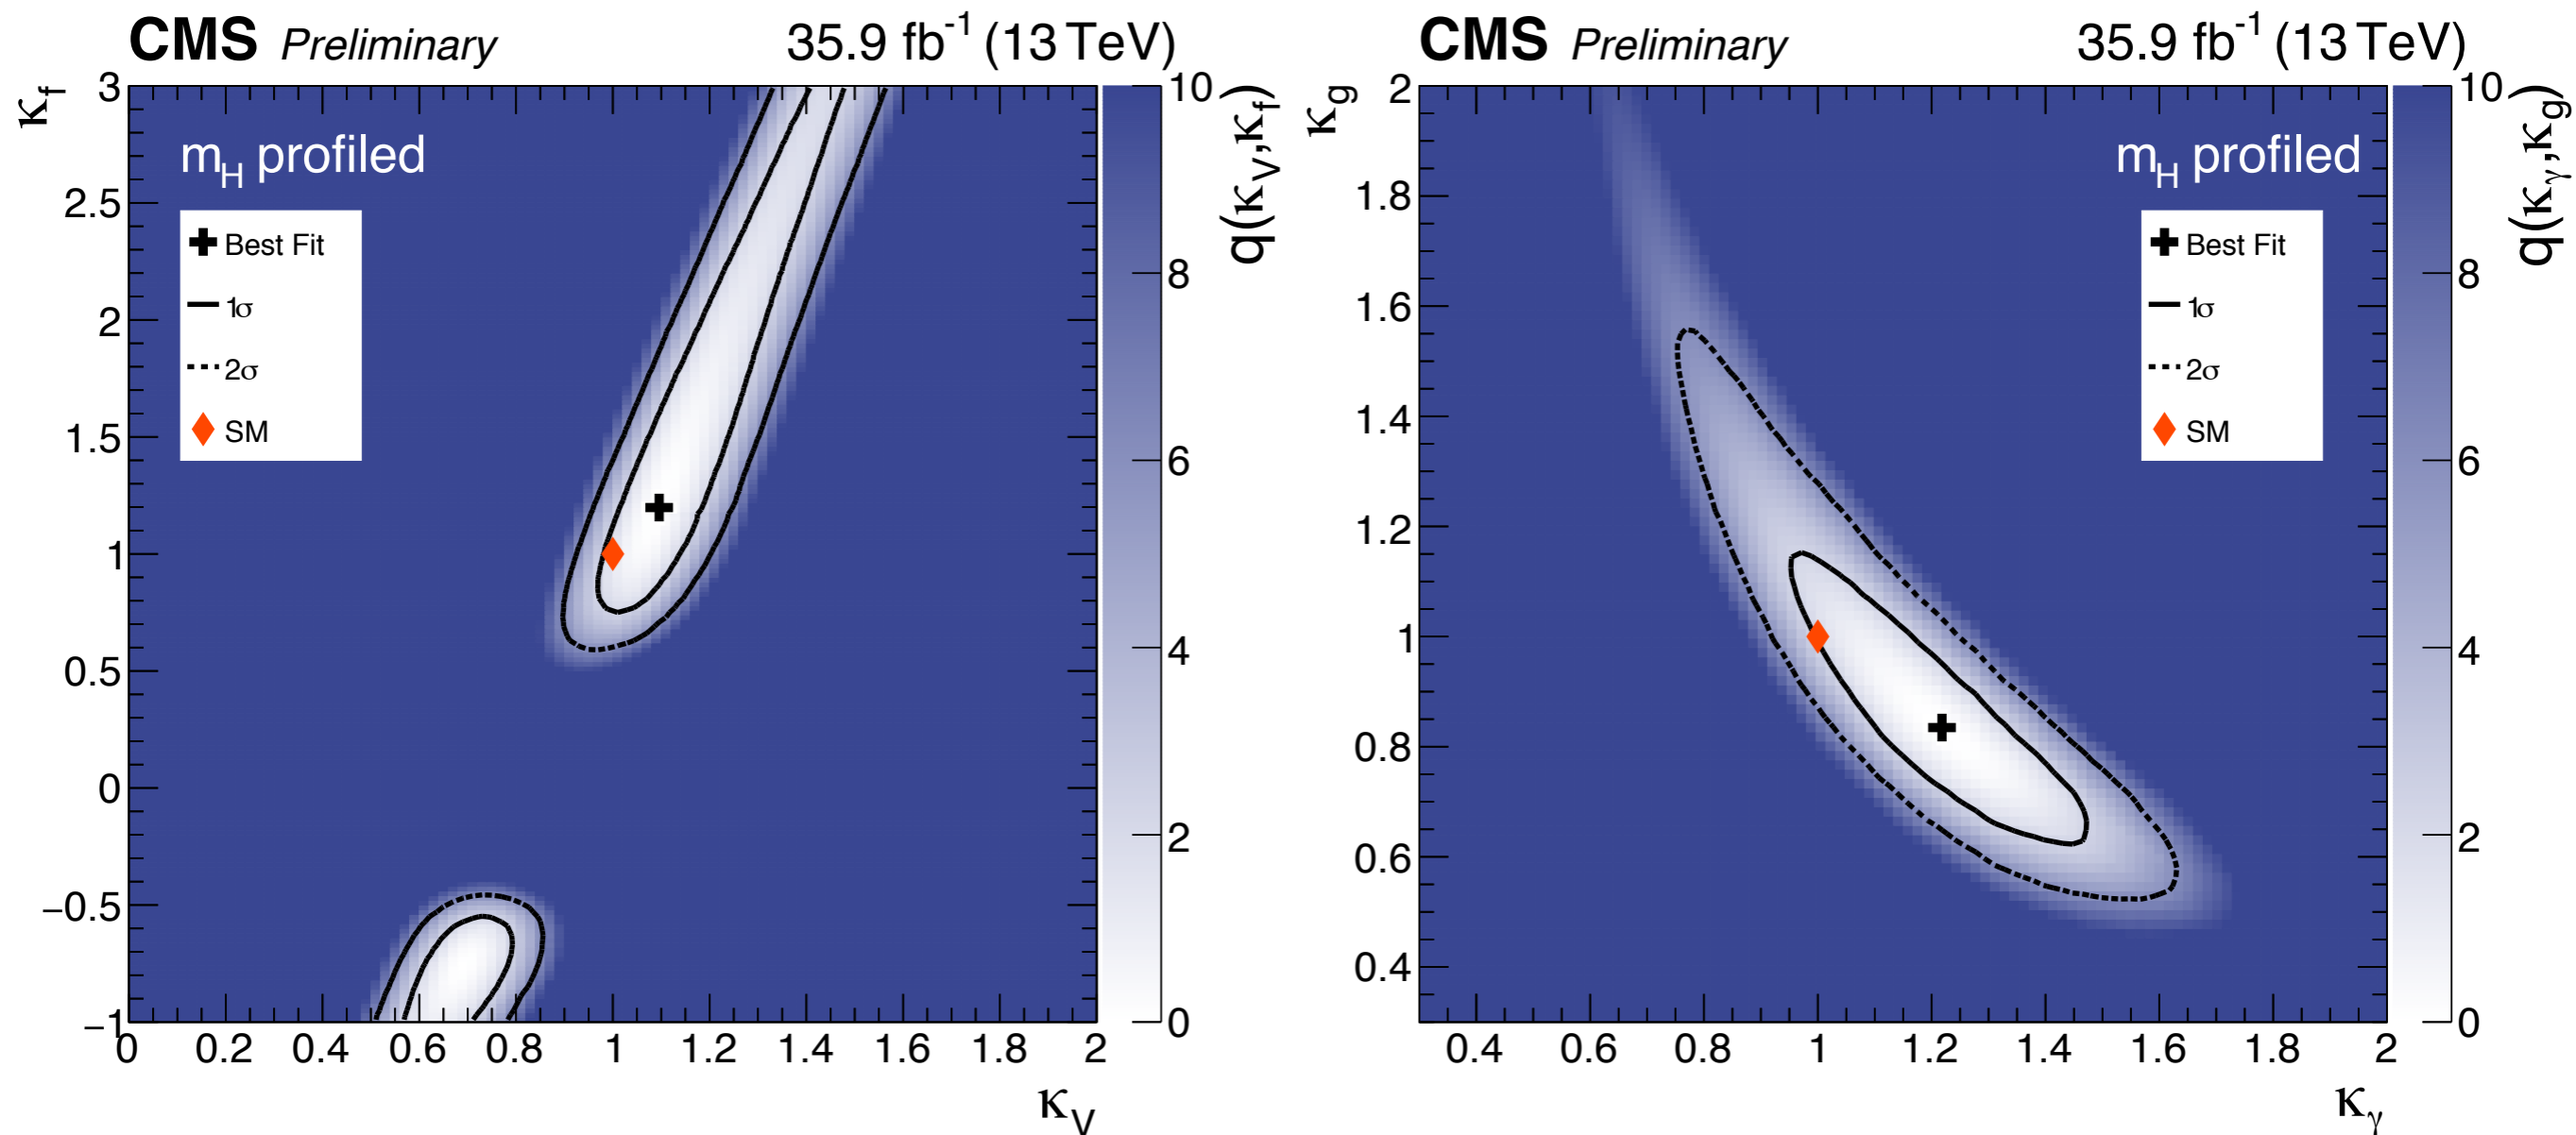 CMS Preliminary 35.9 fb⁻¹ (13 TeV)
κf
3
2.5
2
1.5
1
0.5
0
−0.5
−1
mH profiled
Best Fit
1σ
2σ
SM
0 0.2 0.4 0.6 0.8 1 1.2 1.4 1.6 1.8 2
κV
10
8
6
4
2
0
q(κV,κf)
CMS Preliminary 35.9 fb⁻¹ (13 TeV)
κg
2
1.8
1.6
1.4
1.2
1
0.8
0.6
0.4
mH profiled
Best Fit
1σ
2σ
SM
0.4 0.6 0.8 1 1.2 1.4 1.6 1.8 2
κγ
10
8
6
4
2
0
q(κγ,κg)